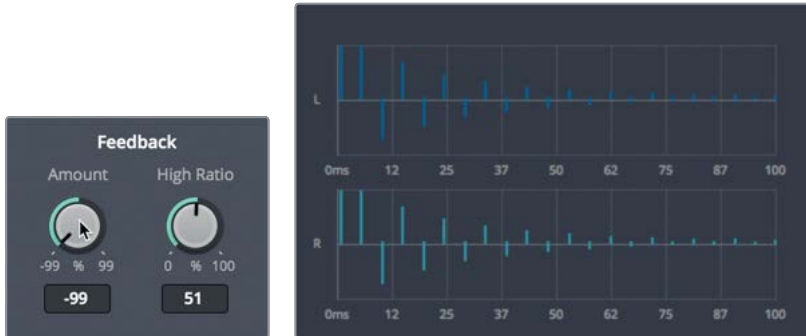 Feedback
Amount High Ratio
-99 % 99 0 % 100
-99 51
L
0ms 12 25 37 50 62 75 87 100
R
0ms 12 25 37 50 62 75 87 100